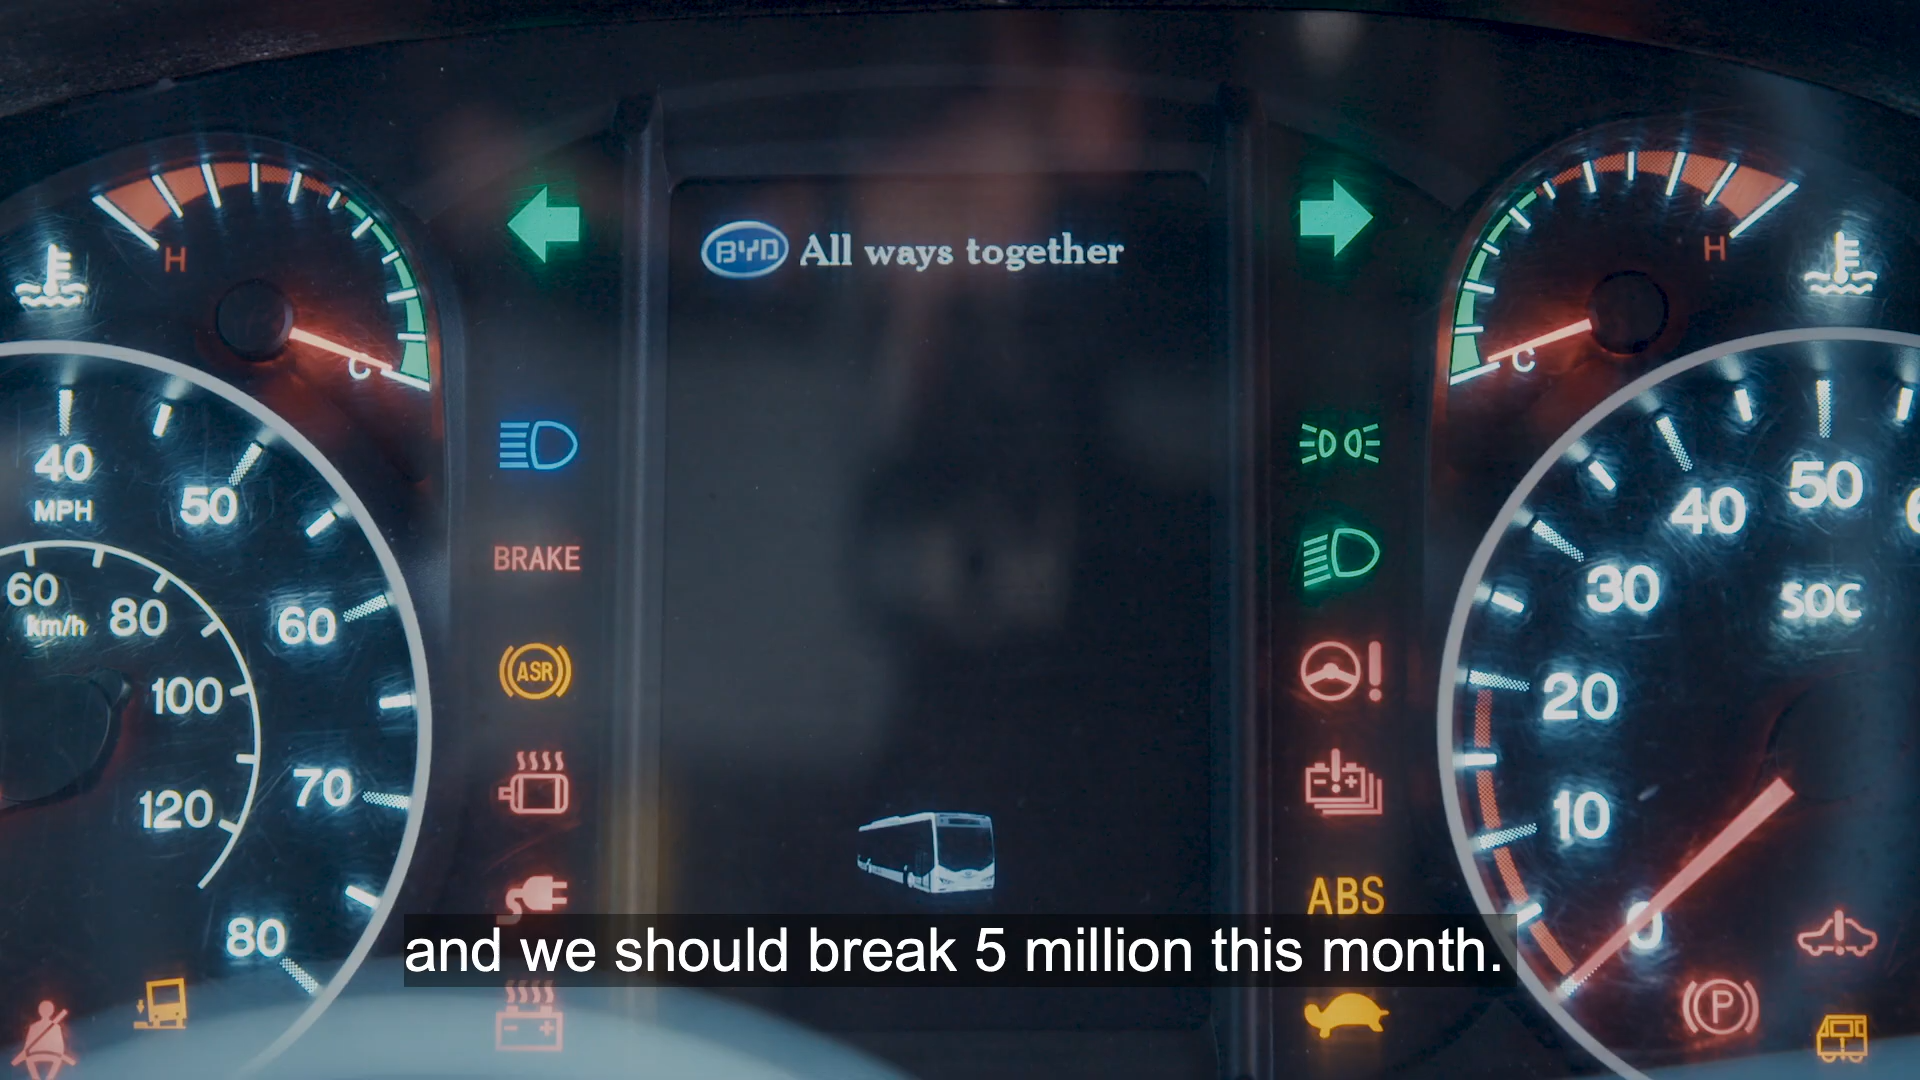 BYD All ways together
H
C
40
MPH
50
60
70
80
60
km/h
80
100
120
BRAKE
ASR
H
C
50
40
30
SOC
20
10
0
ABS
P
and we should break 5 million this month.